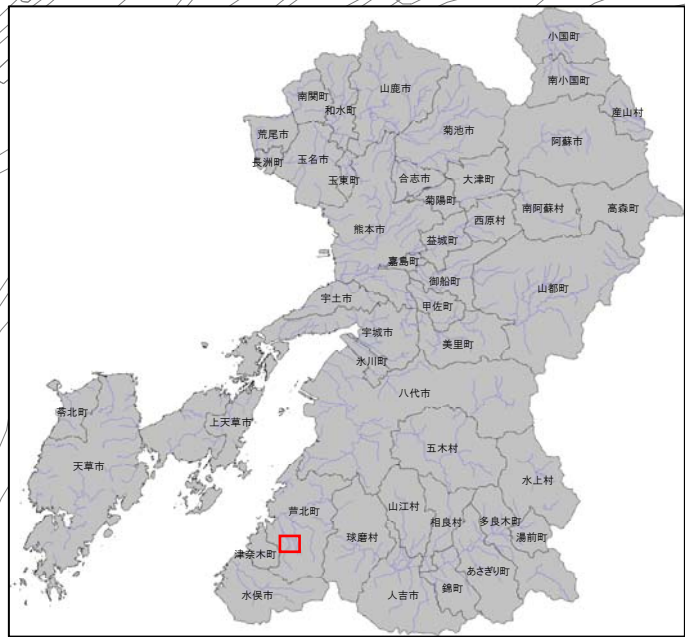 小国町
南小国町
産山村
山鹿市
南関町
和水町
菊池市
荒尾市
阿蘇市
玉名市
長洲町
合志市
大津町
玉東町
菊陽町
南阿蘇村
高森町
西原村
熊本市
益城町
嘉島町
御船町
山都町
宇土市
甲佐町
宇城市
美里町
氷川町
八代市
苓北町
上天草市
天草市
五木村
水上村
芦北町
山江村
相良村
多良木町
球磨村
湯前町
津奈木町
あさぎり町
錦町
水俣市
人吉市